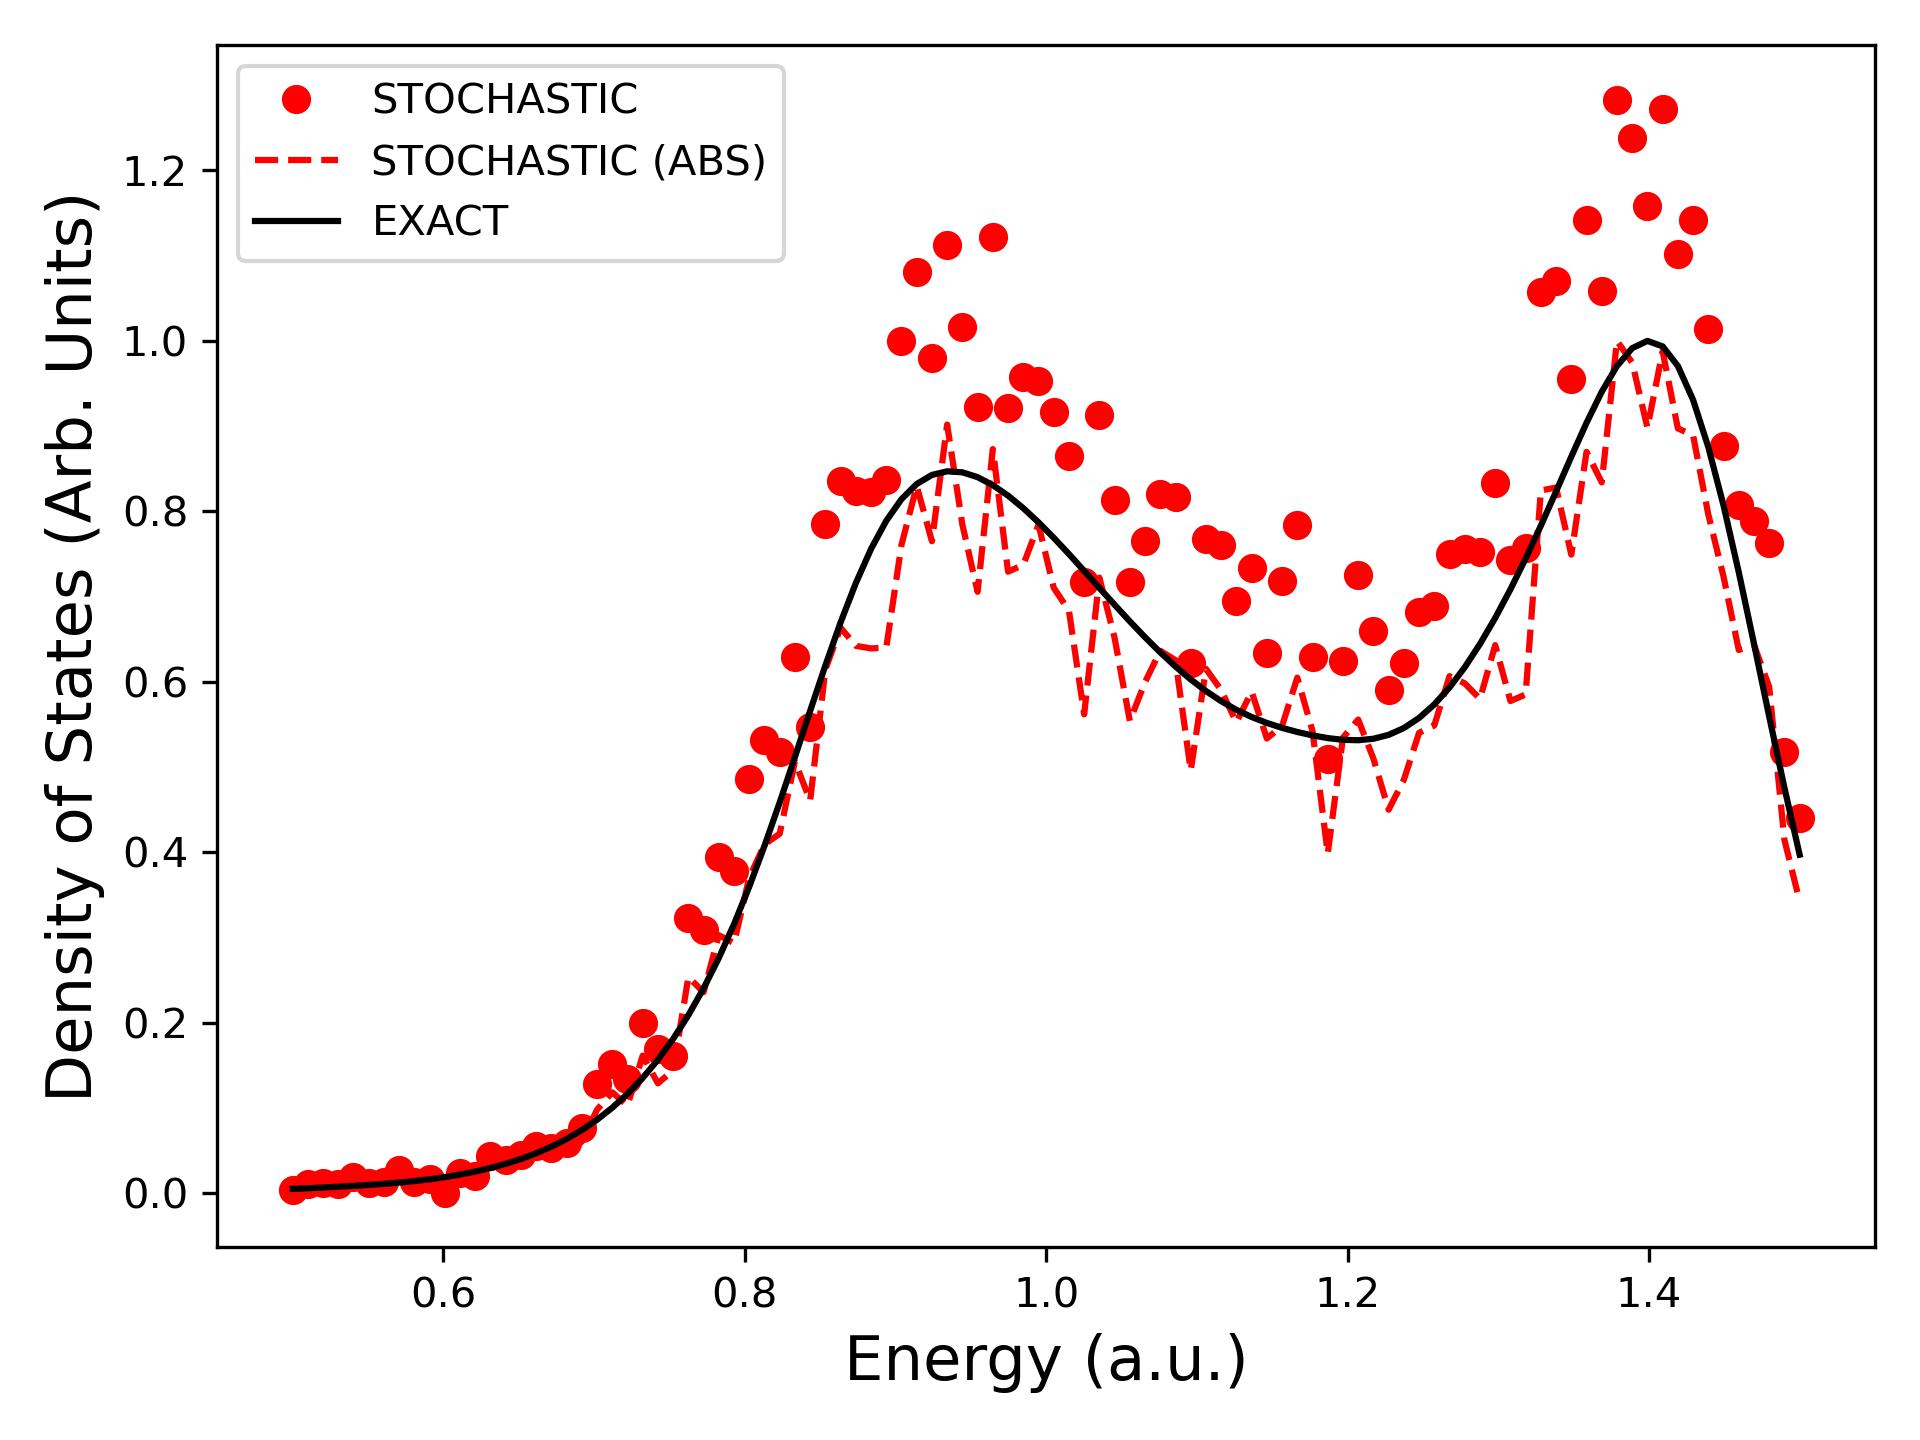 STOCHASTIC
STOCHASTIC (ABS)
EXACT
Density of States (Arb. Units)
1.2
1.0
0.8
0.6
0.4
0.2
0.0
0.6 0.8 1.0 1.2 1.4
Energy (a.u.)